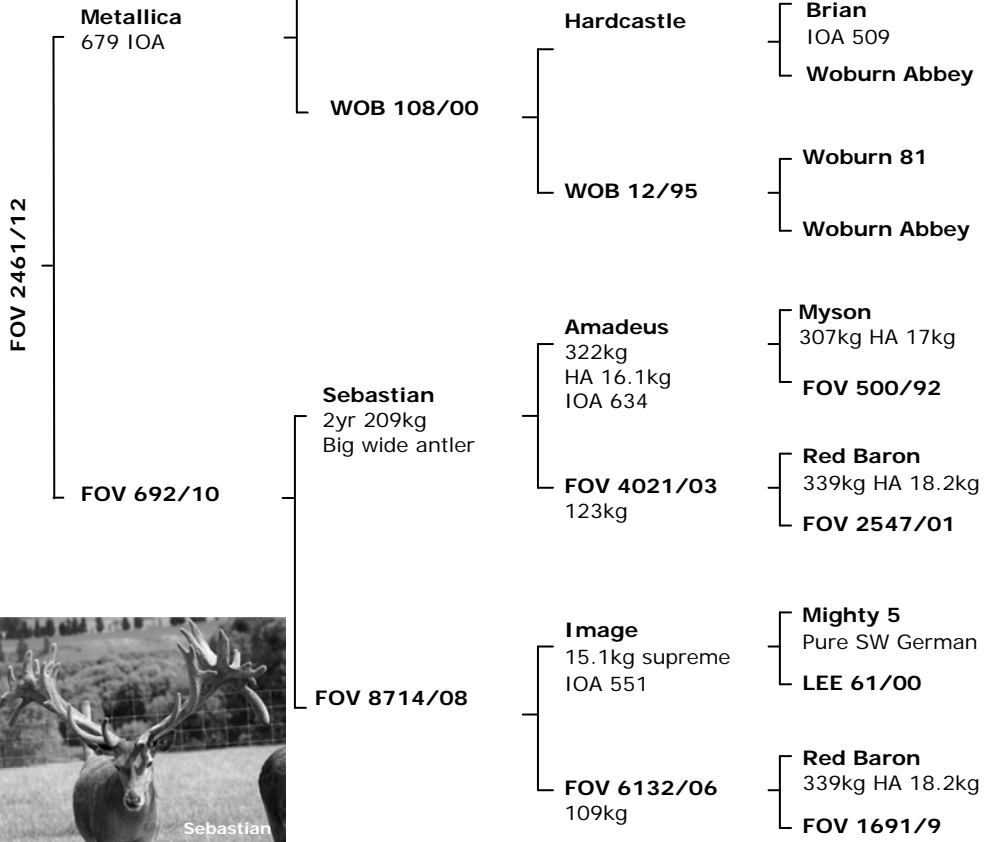 FOV 2461/12
Metallica
679 IOA
FOV 692/10
WOB 108/00
Sebastian
2yr 209kg
Big wide antler
FOV 8714/08
Hardcastle
WOB 12/95
Amadeus
322kg
HA 16.1kg
IOA 634
FOV 4021/03
123kg
Image
15.1kg supreme
IOA 551
FOV 6132/06
109kg
Brian
IOA 509
Woburn Abbey
Woburn 81
Woburn Abbey
Myson
307kg HA 17kg
FOV 500/92
Red Baron
339kg HA 18.2kg
FOV 2547/01
Mighty 5
Pure SW German
LEE 61/00
Red Baron
339kg HA 18.2kg
FOV 1691/9
Sebastian